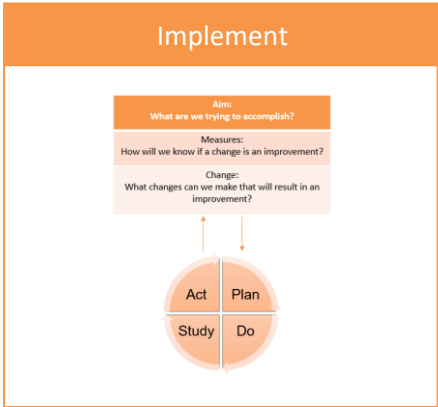 Implement
Aim:
What are we trying to accomplish?
Measures:
How will we know if a change is an improvement?
Change:
What changes can we make that will result in an
improvement?
Act Plan
Study Do